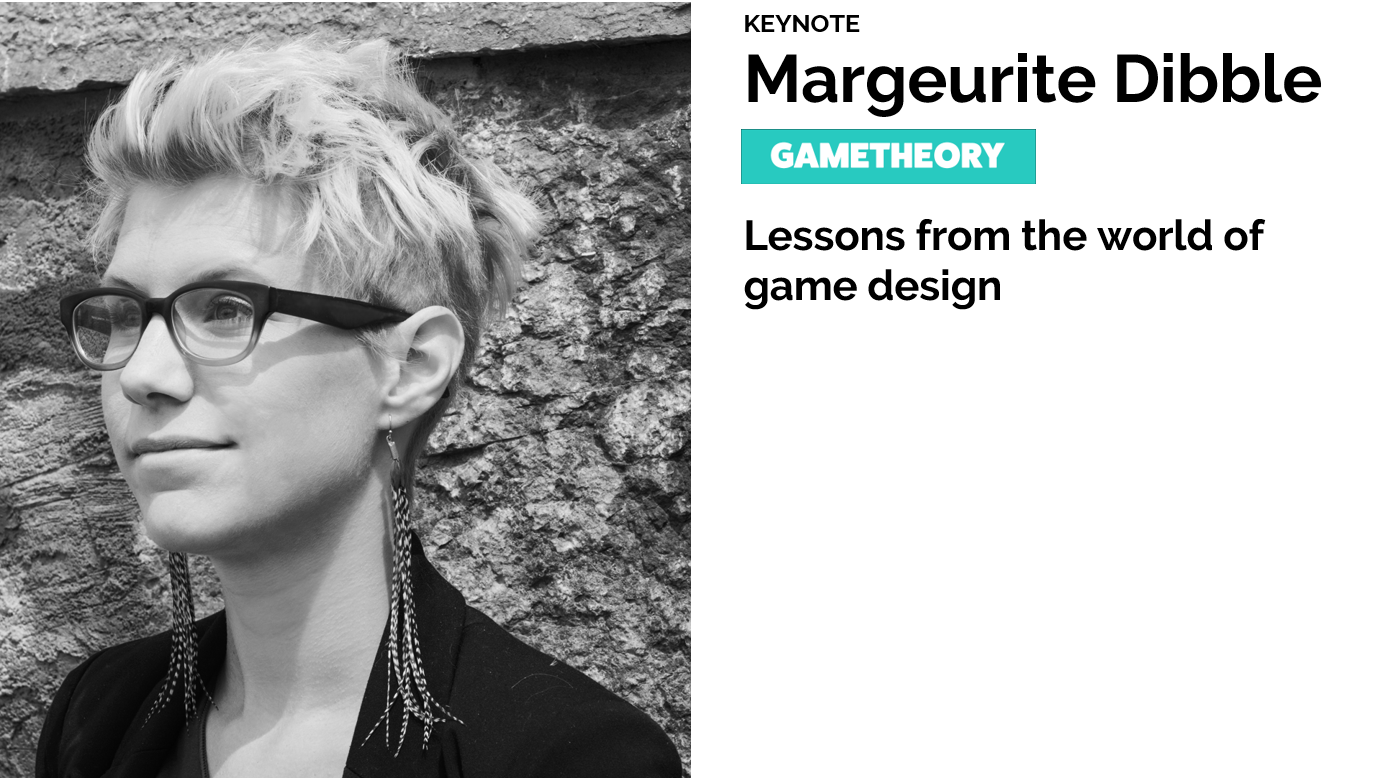 KEYNOTE
Margeurite Dibble
GAMETHEORY
Lessons from the world of
game design